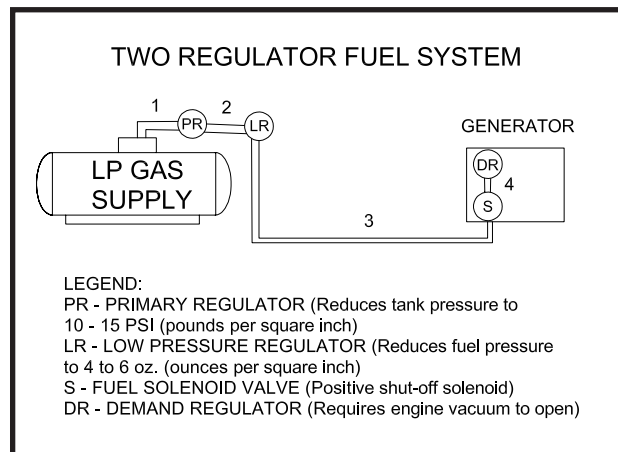 TWO REGULATOR FUEL SYSTEM
1
2
PR
LR
GENERATOR
LP GAS
SUPPLY
DR
4
S
3
LEGEND:
PR - PRIMARY REGULATOR (Reduces tank pressure to
10 - 15 PSI (pounds per square inch)
LR - LOW PRESSURE REGULATOR (Reduces fuel pressure
to 4 to 6 oz. (ounces per square inch)
S - FUEL SOLENOID VALVE (Positive shut-off solenoid)
DR - DEMAND REGULATOR (Requires engine vacuum to open)